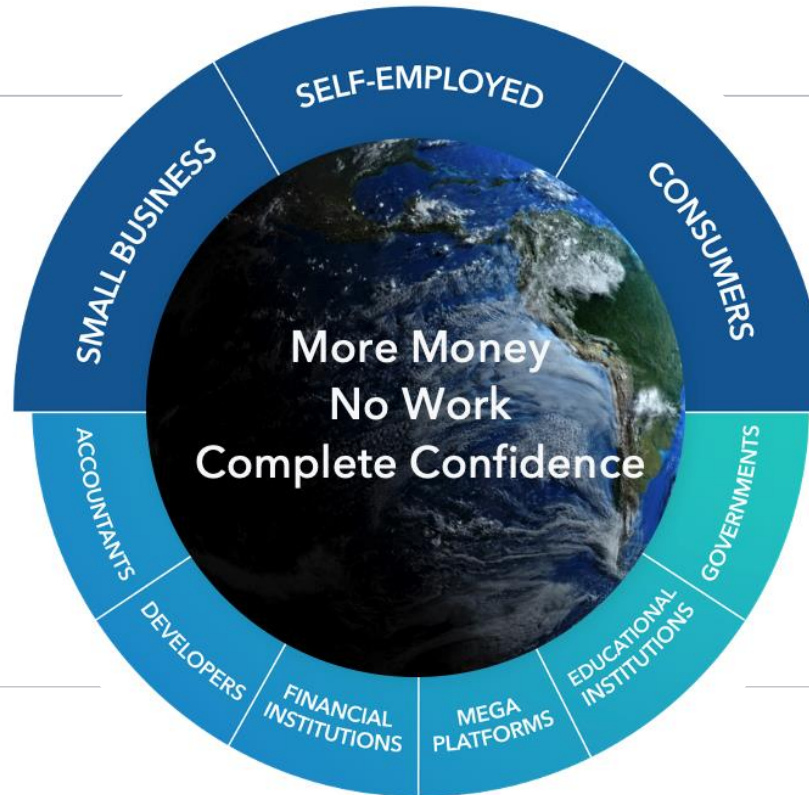 SELF-EMPLOYED
SMALL BUSINESS
CONSUMERS
More Money
No Work
Complete Confidence
ACCOUNTANTS
DEVELOPERS
FINANCIAL
INSTITUTIONS
MEGA
PLATFORMS
EDUCATIONAL
INSTITUTIONS
GOVERNMENTS